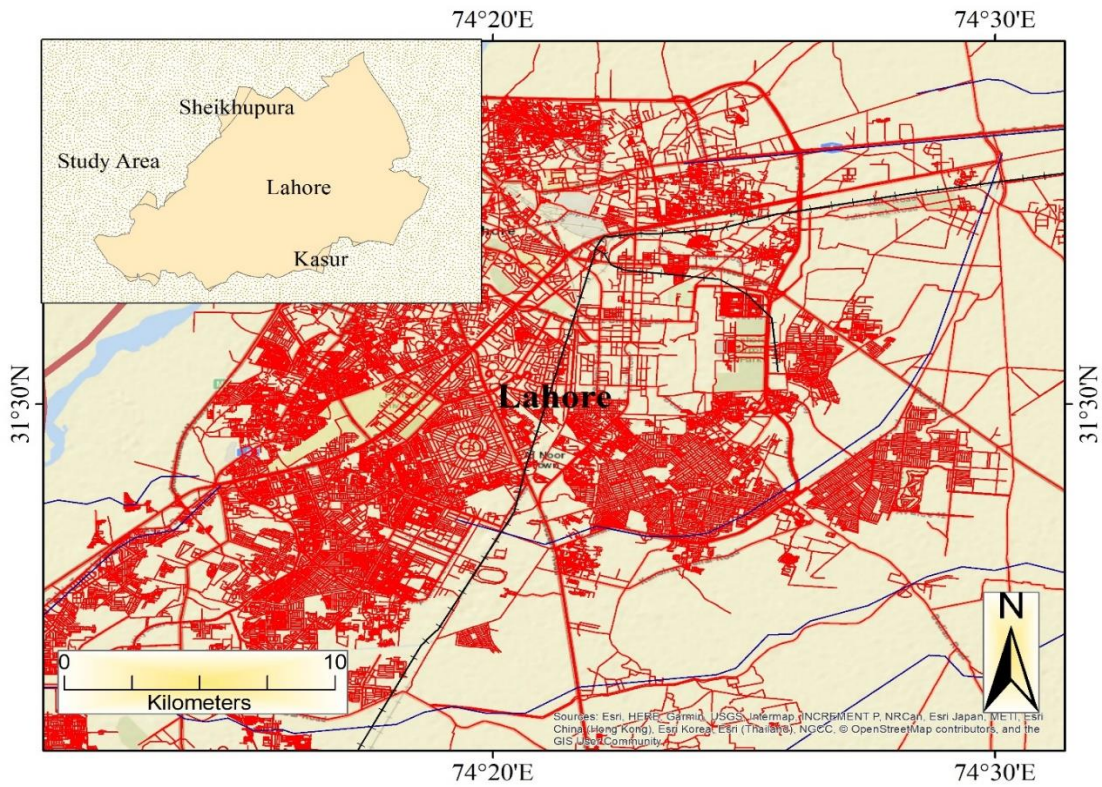 74°20'E 74°30'E
Sheikhupura
Study Area
Lahore
Kasur
31°30'N
31°30'N
Lahore
N
0 10
Kilometers
Sources: Esri, HERE, Garmin, USGS, Intermap, INCREMENT P, NRCan, Esri Japan, METI, Esri
China (Hong Kong), Esri Korea, Esri (Thailand), NGCC, © OpenStreetMap contributors, and the
GIS User Community
74°20'E 74°30'E